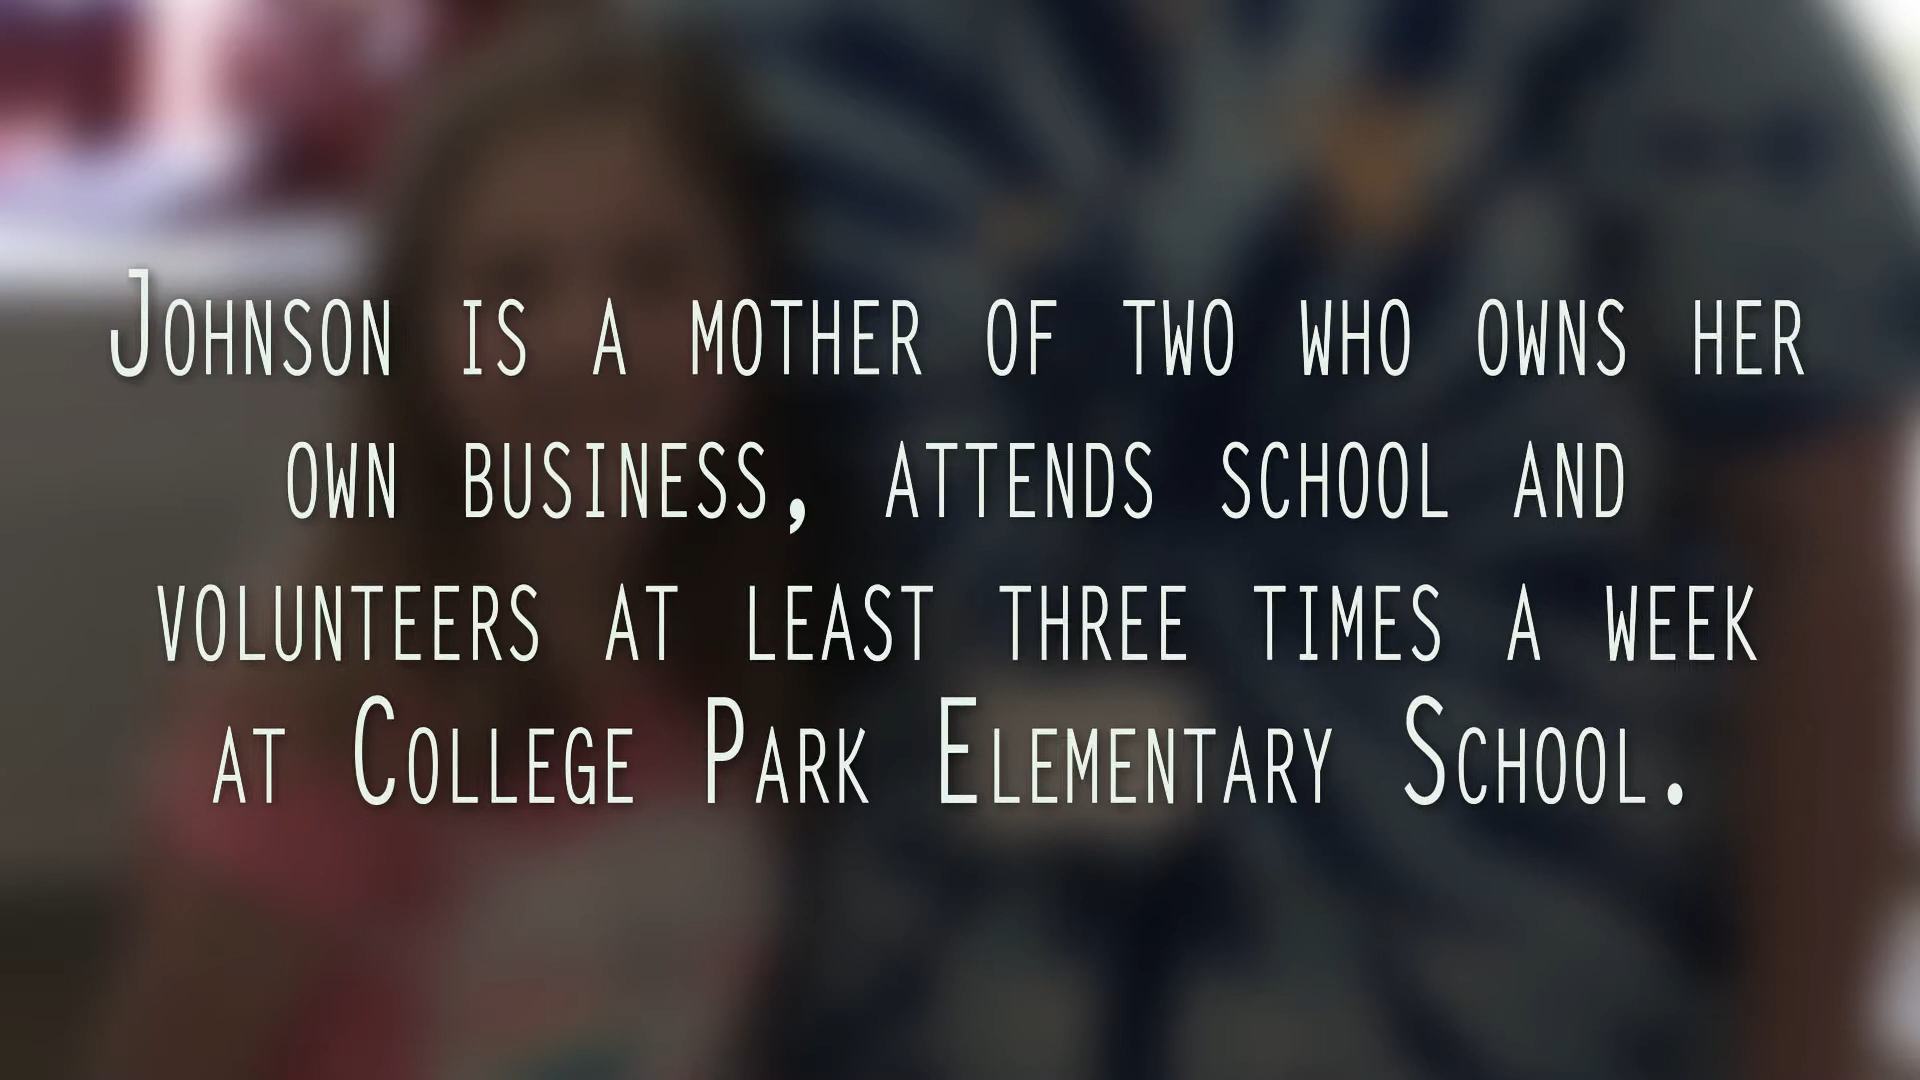 Johnson is a mother of two who owns her
own business, attends school and
volunteers at least three times a week
at College Park Elementary School.